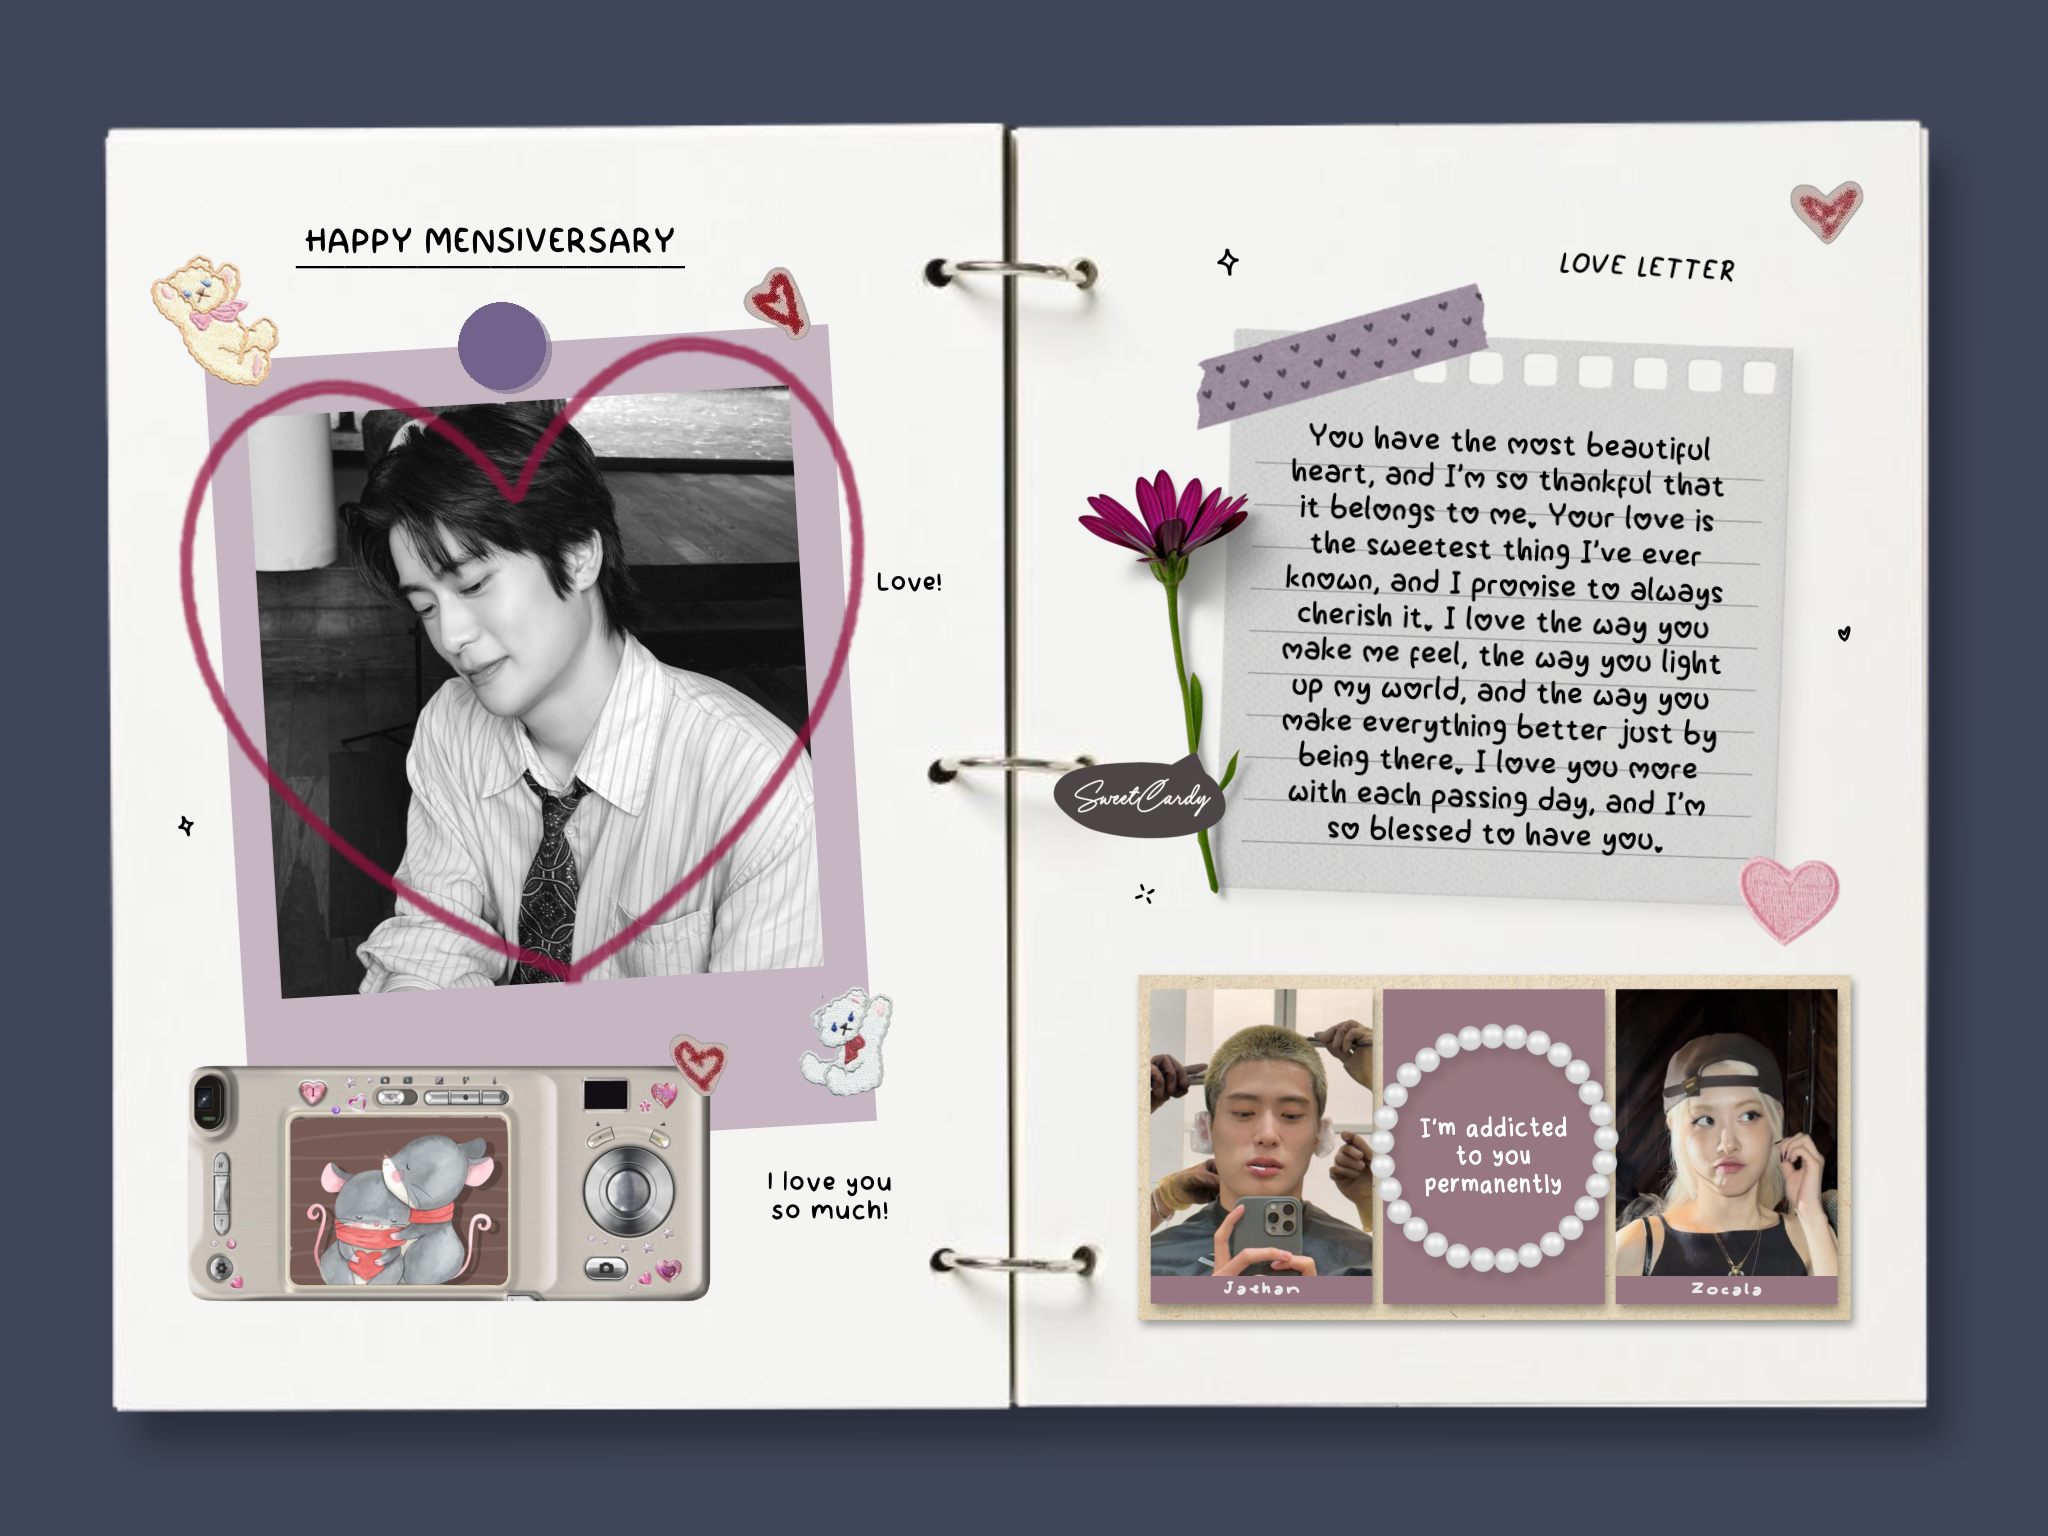 HAPPY MENSIVERSARY
Love!
I love you
so much!
LOVE LETTER
You have the most beautiful
heart, and I'm so thankful that
it belongs to me. Your love is
the sweetest thing I've ever
known, and I promise to always
cherish it. I love the way you
make me feel, the way you light
up my world, and the way you
make everything better just by
being there. I love you more
with each passing day, and I'm
so blessed to have you.
SweetCardy
Jaehan
I'm addicted
to you
permanently
Zocala